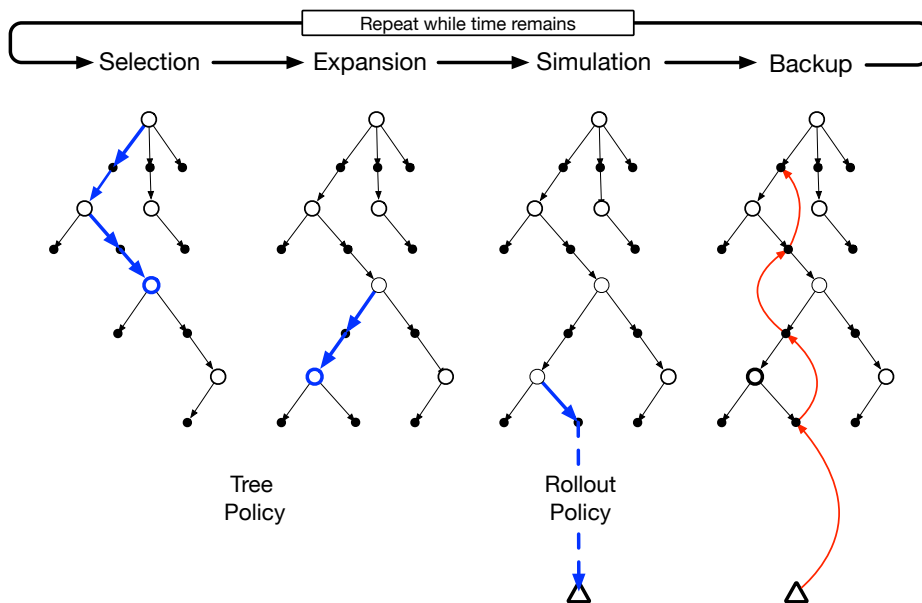 Repeat while time remains
Selection
Expansion
Simulation
Backup
Tree
Policy
Rollout
Policy